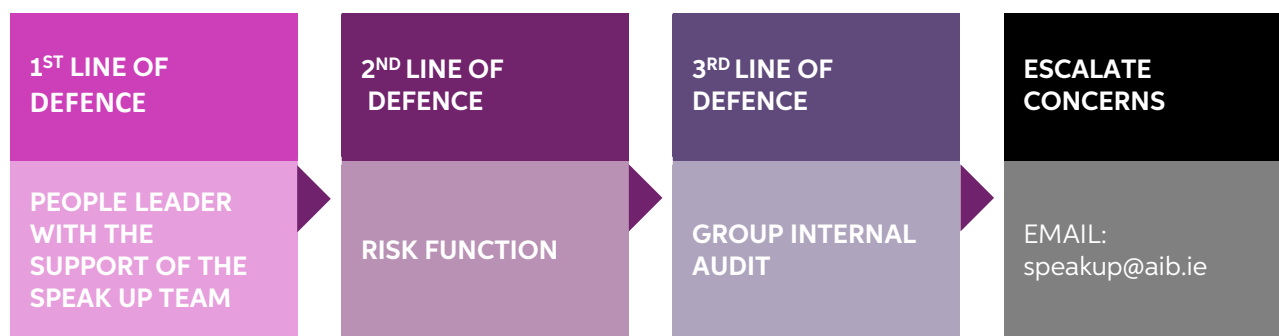 1ST LINE OF
DEFENCE
PEOPLE LEADER
WITH THE
SUPPORT OF THE
SPEAK UP TEAM
2ND LINE OF
DEFENCE
RISK FUNCTION
3RD LINE OF
DEFENCE
GROUP INTERNAL
AUDIT
ESCALATE
CONCERNS
EMAIL:
speakup@aib.ie